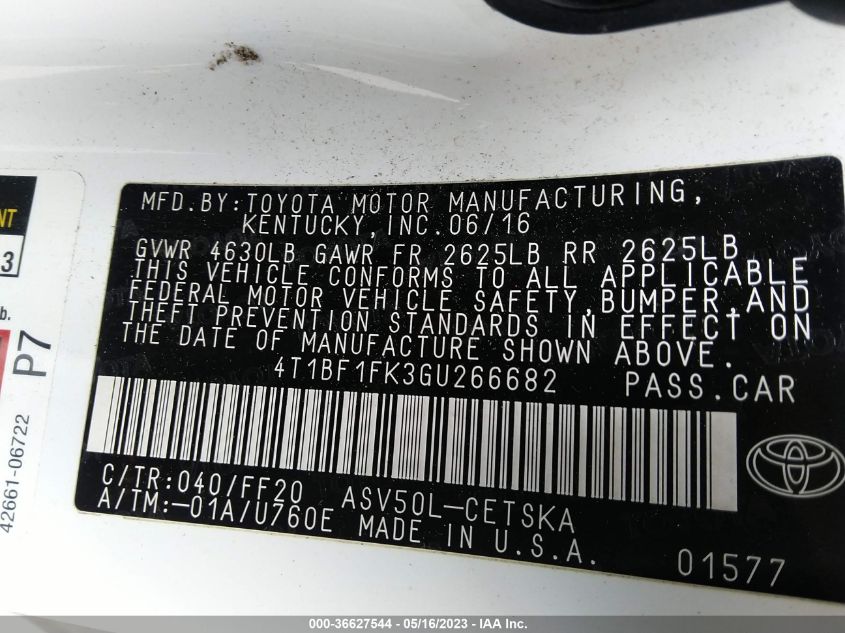 MFD.BY:TOYOTA MOTOR MANUFACTURING,
KENTUCKY,INC.06/16
GVWR 4630LB GAWR FR 2625LB RR 2625LB
THIS VEHICLE CONFORMS TO ALL APPLICABLE
FEDERAL MOTOR VEHICLE SAFETY,BUMPER,AND
THEFT PREVENTION STANDARDS IN EFFECT ON
THE DATE OF MANUFACTURE SHOWN ABOVE.
4T1BF1FK3GU266682 PASS.CAR
C/TR:040/FF20 ASV50L-CETSKA
A/TM:-01A/U760E MADE IN U.S.A.
01577
3
b.
P7
42661-06722
000-36627544 - 05/16/2023 - IAA Inc.